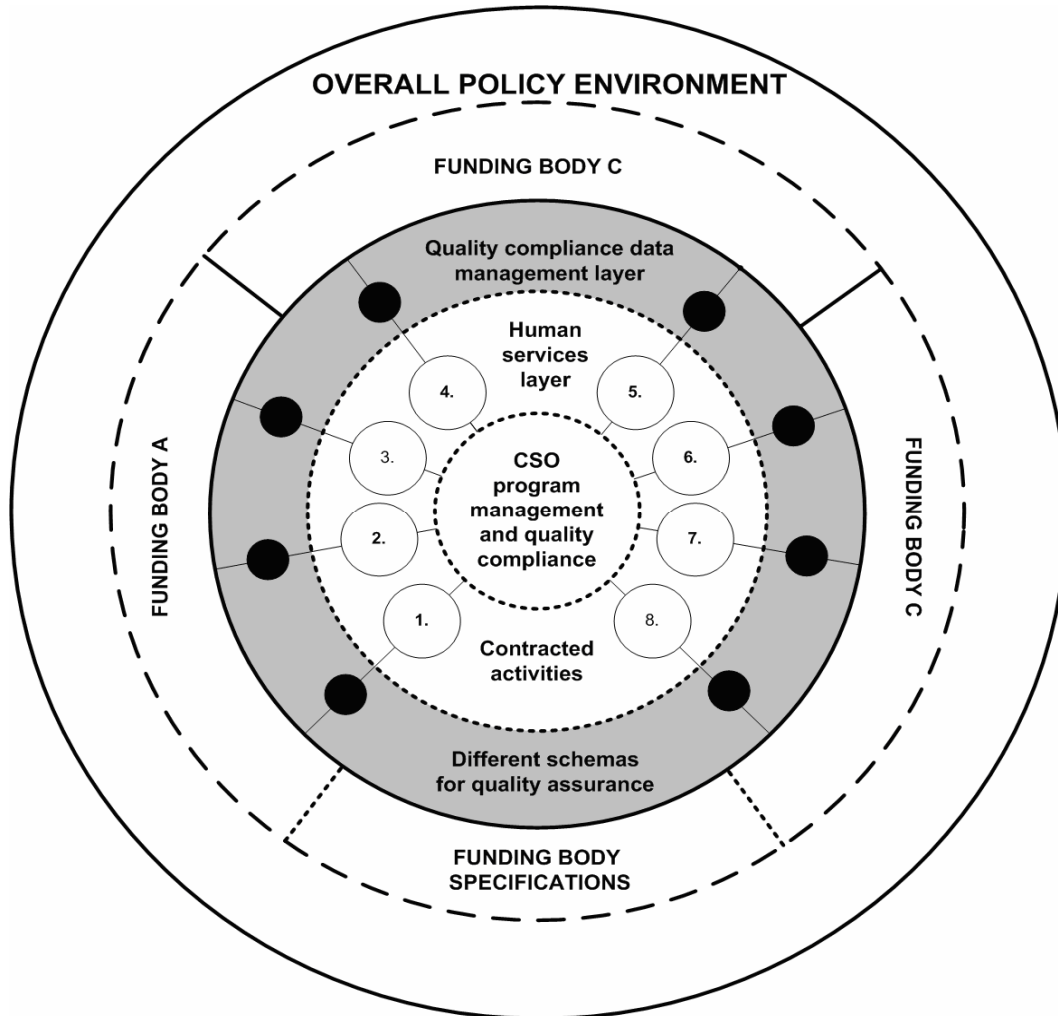 OVERALL POLICY ENVIRONMENT
FUNDING BODY C
Quality compliance data
management layer
Human
services
layer
4.
5.
3.
6.
FUNDING BODY A
CSO
program
management
and quality
compliance
FUNDING BODY C
2.
7.
1.
8.
Contracted
activities
Different schemas
for quality assurance
FUNDING BODY
SPECIFICATIONS